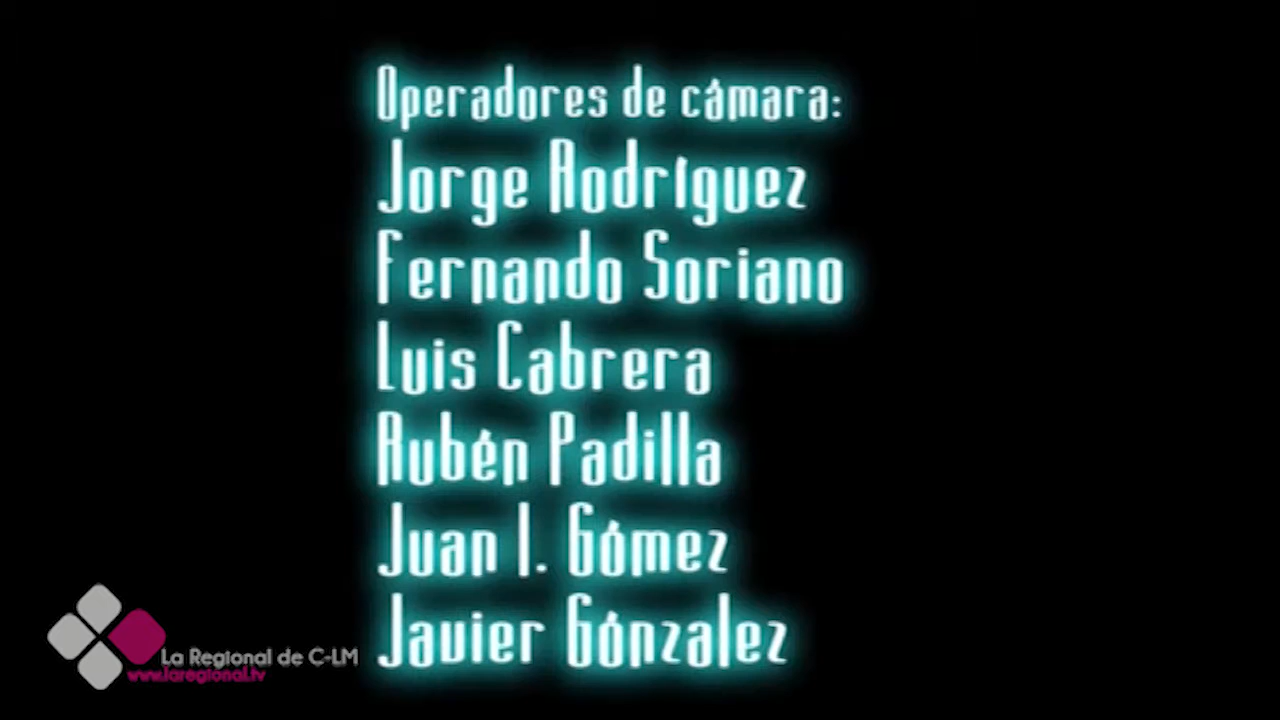 Operadores de cámara:
Jorge Rodríguez
Fernando Soriano
Luis Cabrera
Rubén Padilla
Juan I. Gómez
Javier Gónzalez
La Regional de C-LM
www.laregional.tv